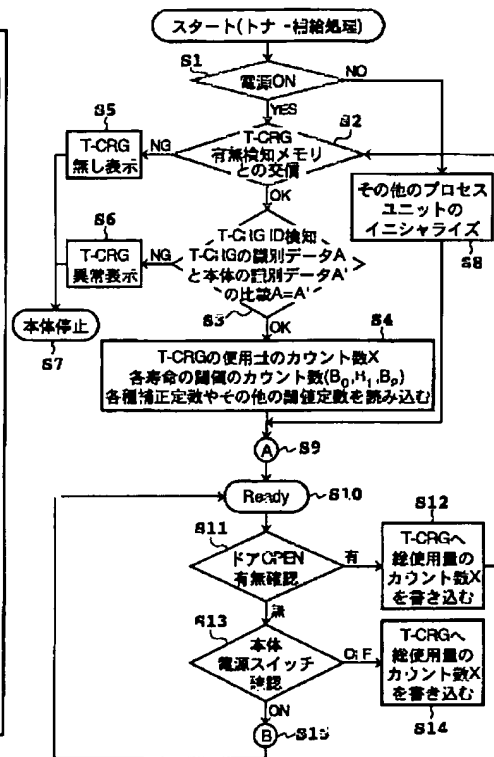 スタート(トナー補給処理)
S1
電源ON
NO
YES
S2
S5
T-CRG
無し表示
NG
T-CRG
有無検知メモリ
との交信
OK
その他のプロセス
ユニットの
イニシャライズ
S8
S6
T-CRG
異常表示
NG
T-CRG ID検知
T-CRGの識別データA
と本体の識別データA'
の比較A=A'
S3
OK
本体停止
S7
S4
T-CRGの使用量のカウント数X
各寿命の閾値のカウント数(B0,B1,B2)
各種補正定数やその他の閾値定数を読み込む
A
S9
Ready
S10
S11
ドアOPEN
有無確認
有
無
S12
T-CRGへ
総使用量の
カウント数X
を書き込む
S13
本体
電源スイッチ
確認
OFF
ON
T-CRGへ
総使用量の
カウント数X
を書き込む
S14
B
S15